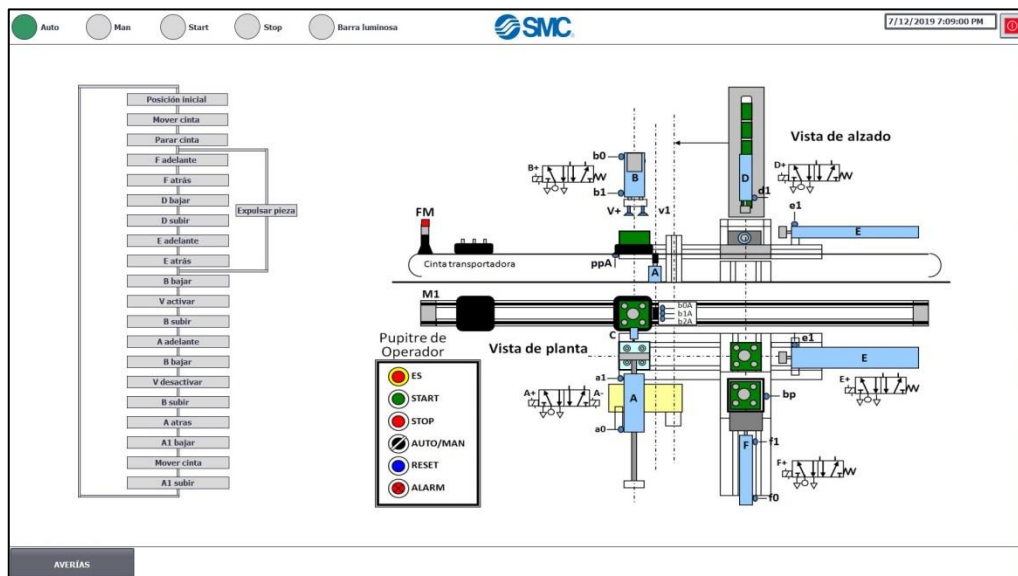 Auto
Man
Start
Stop
Barra luminosa
SMC
7/12/2019 7:09:00 PM
Posición inicial
Mover cinta
Parar cinta
F adelante
F atrás
D bajar
D subir
E adelante
E atrás
B bajar
V activar
B subir
A adelante
B bajar
V desactivar
B subir
A atras
A1 bajar
Mover cinta
A1 subir
Expulsar pieza
Vista de alzado
b0
B+
B
b1
V+
v1
D
D+
d1
e1
E
FM
ppA
A
Cinta transportadora
M1
b0A
b1A
b2A
C
Vista de planta
e1
E
E+
a1
A+
A
A-
a0
bp
F
f1
F+
f0
Pupitre de
Operador
ES
START
STOP
AUTO/MAN
RESET
ALARM
AVERÍAS